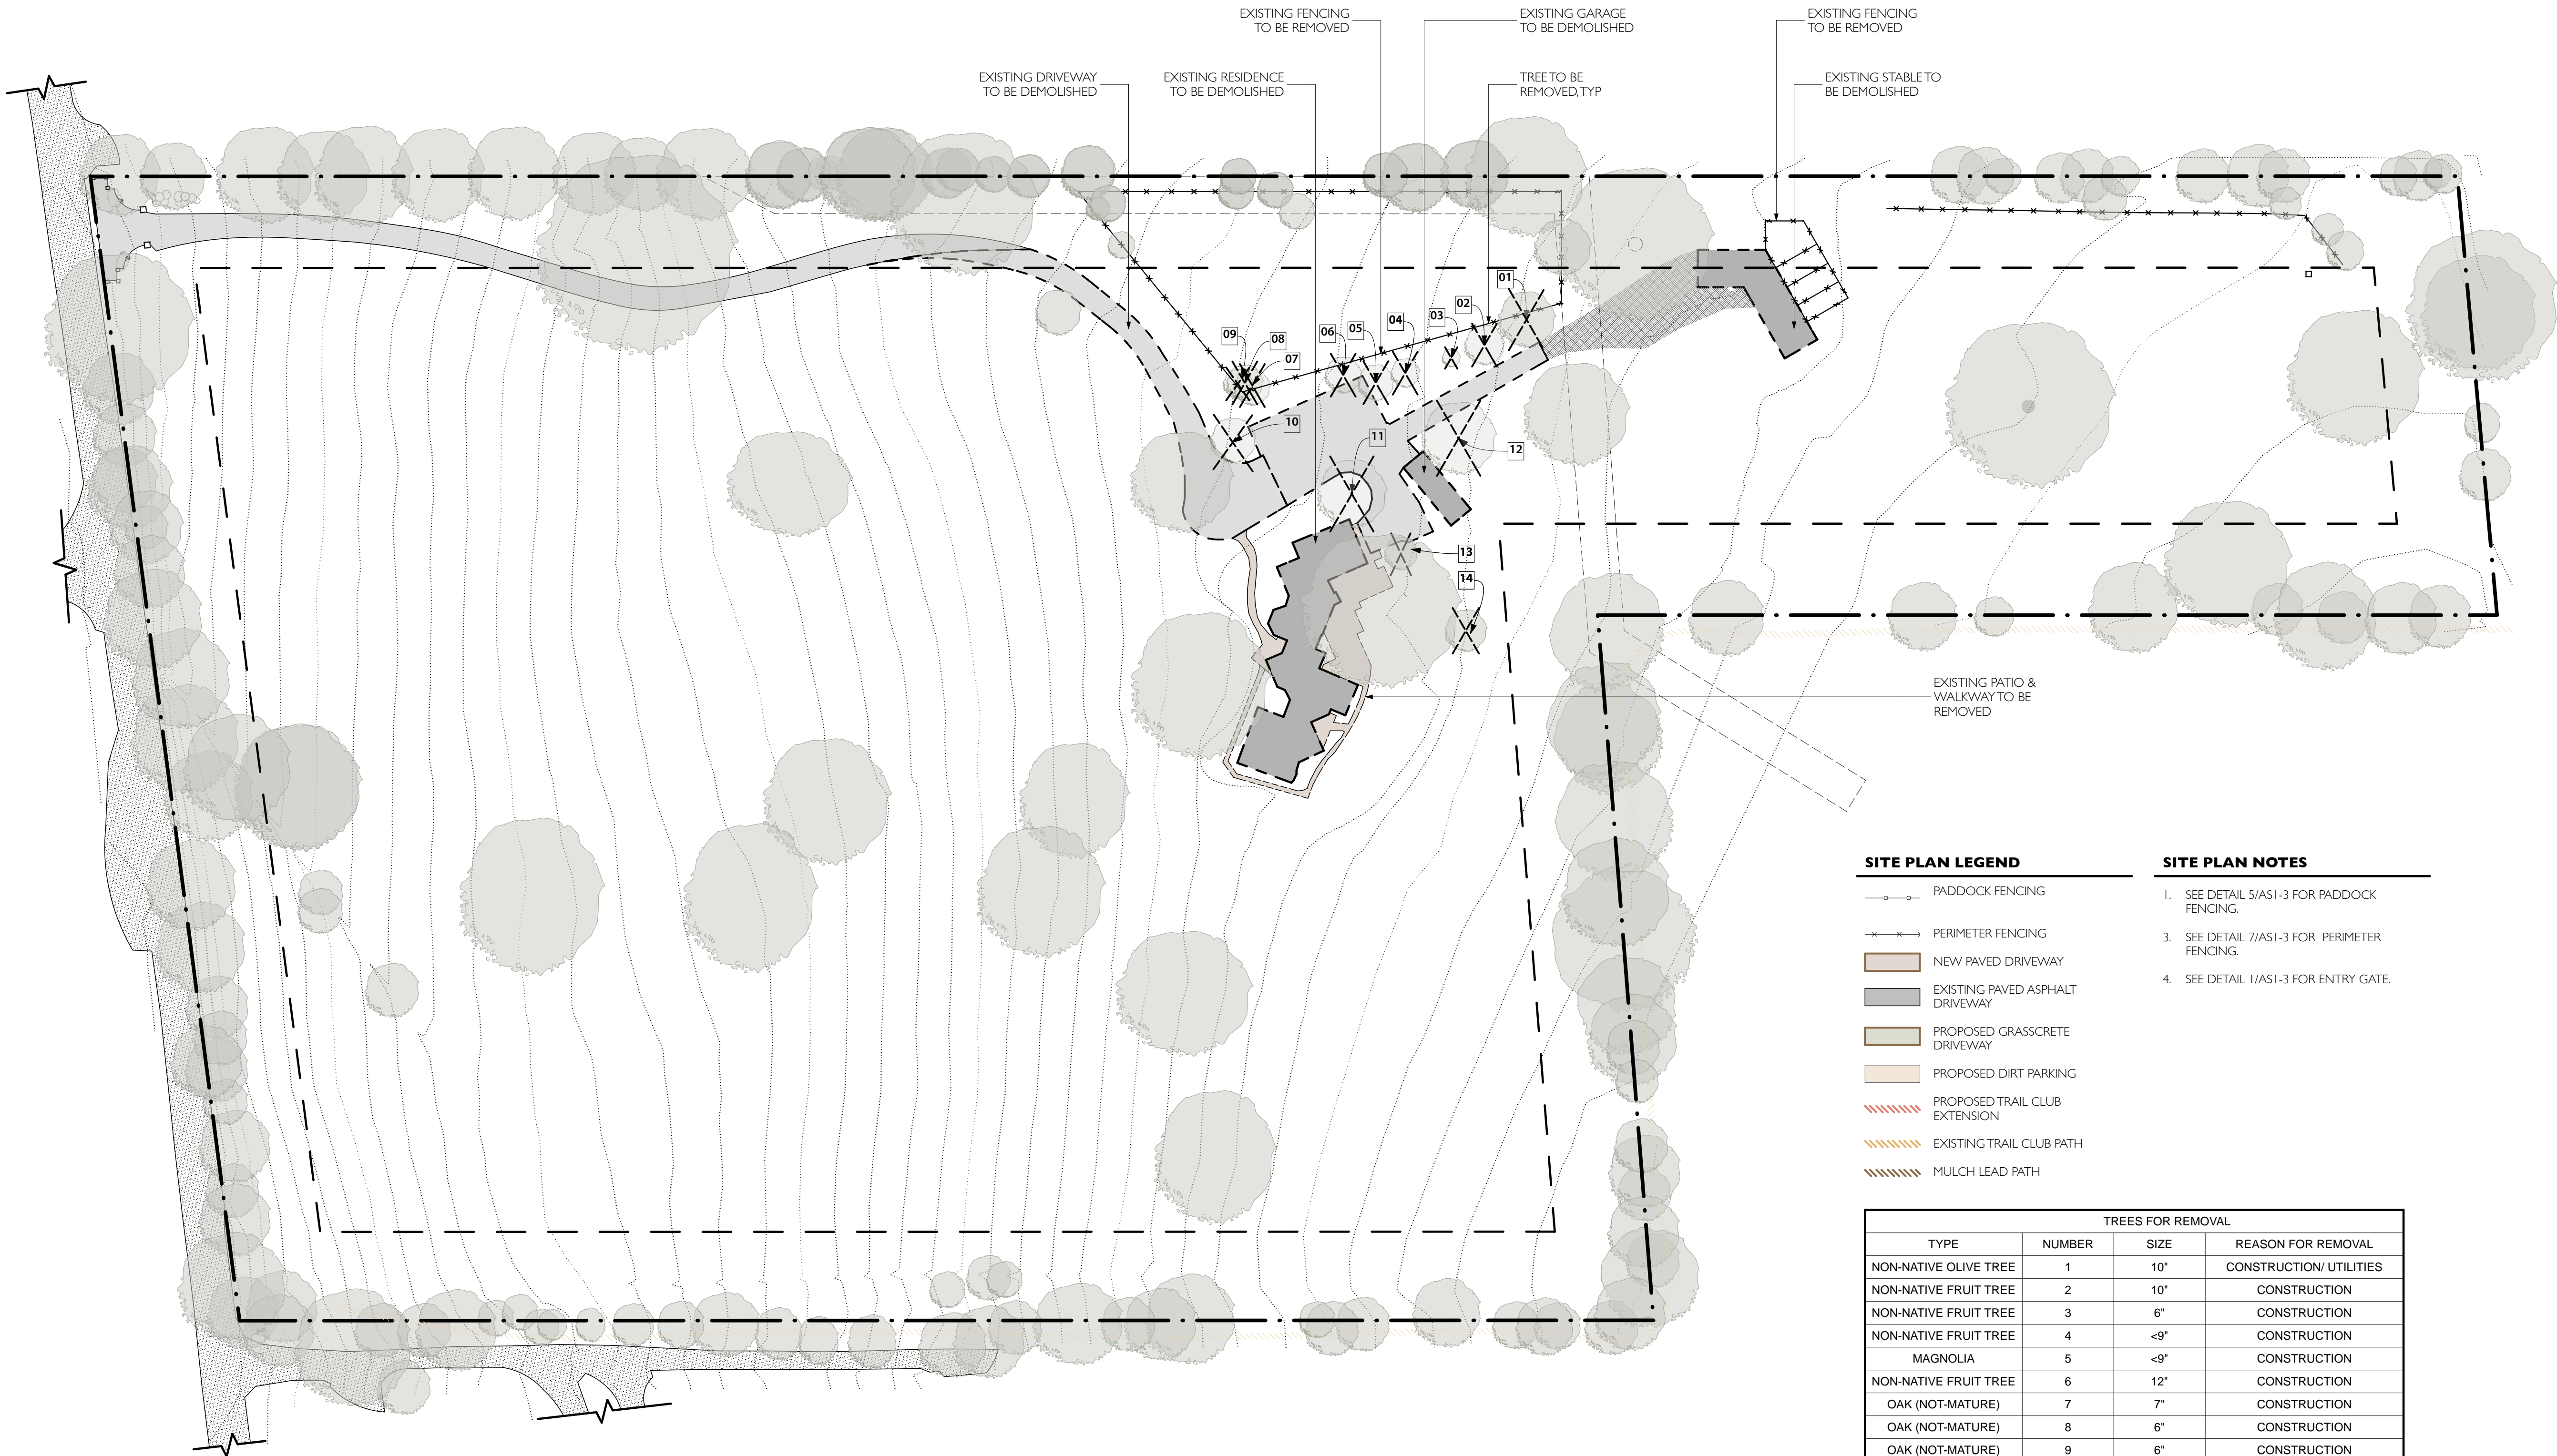 EXISTING FENCING
TO BE REMOVED
EXISTING GARAGE
TO BE DEMOLISHED
EXISTING FENCING
TO BE REMOVED
EXISTING DRIVEWAY
TO BE DEMOLISHED
EXISTING RESIDENCE
TO BE DEMOLISHED
TREE TO BE
REMOVED, TYP
EXISTING STABLE TO
BE DEMOLISHED
01
02
03
04
05
06
09
08
07
10
11
12
13
14
EXISTING PATIO &
WALKWAY TO BE
REMOVED
SITE PLAN LEGEND
PADDOCK FENCING
PERIMETER FENCING
NEW PAVED DRIVEWAY
EXISTING PAVED ASPHALT
DRIVEWAY
PROPOSED GRASSCRETE
DRIVEWAY
PROPOSED DIRT PARKING
PROPOSED TRAIL CLUB
EXTENSION
EXISTING TRAIL CLUB PATH
MULCH LEAD PATH
SITE PLAN NOTES
1. SEE DETAIL 5/AS1-3 FOR PADDOCK
FENCING.
3. SEE DETAIL 7/AS1-3 FOR PERIMETER
FENCING.
4. SEE DETAIL 1/AS1-3 FOR ENTRY GATE.
TREES FOR REMOVAL
TYPE NUMBER SIZE REASON FOR REMOVAL
NON-NATIVE OLIVE TREE 1 10" CONSTRUCTION/ UTILITIES
NON-NATIVE FRUIT TREE 2 10" CONSTRUCTION
NON-NATIVE FRUIT TREE 3 6" CONSTRUCTION
NON-NATIVE FRUIT TREE 4 <9" CONSTRUCTION
MAGNOLIA 5 <9" CONSTRUCTION
NON-NATIVE FRUIT TREE 6 12" CONSTRUCTION
OAK (NOT-MATURE) 7 7" CONSTRUCTION
OAK (NOT-MATURE) 8 6" CONSTRUCTION
OAK (NOT-MATURE) 9 6" CONSTRUCTION